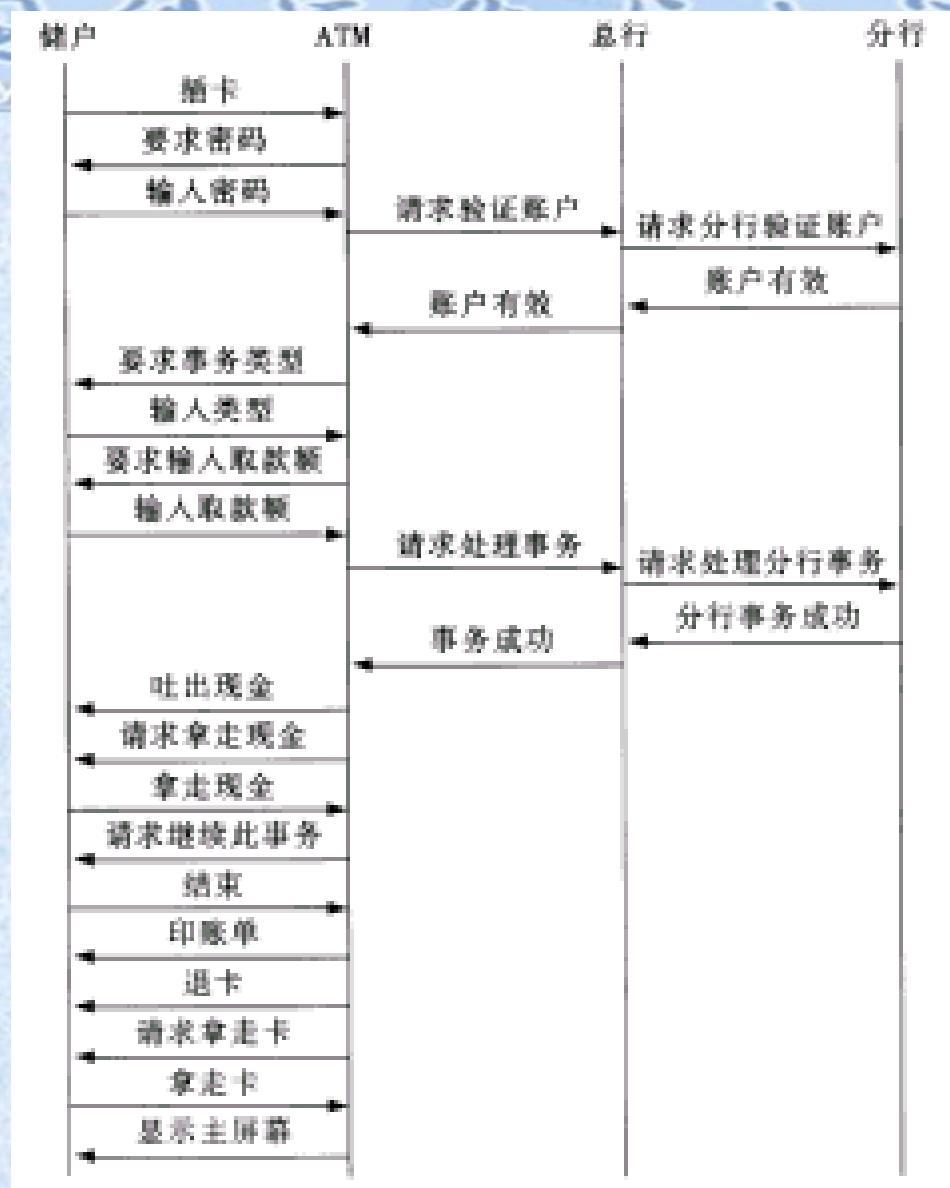 储户 ATM 总行 分行
插卡
要求密码
输人密码
请求验证账户
请求分行验证账户
账户有效
账户有效
要求事务类型
输人类型
要求输人取款额
输人取款额
请求处理事务
请求处理分行事务
分行事务成功
事务成功
吐出现金
请求拿走现金
拿走现金
请求继续此事务
结束
印账单
退卡
请求拿走卡
拿走卡
显示主屏幕